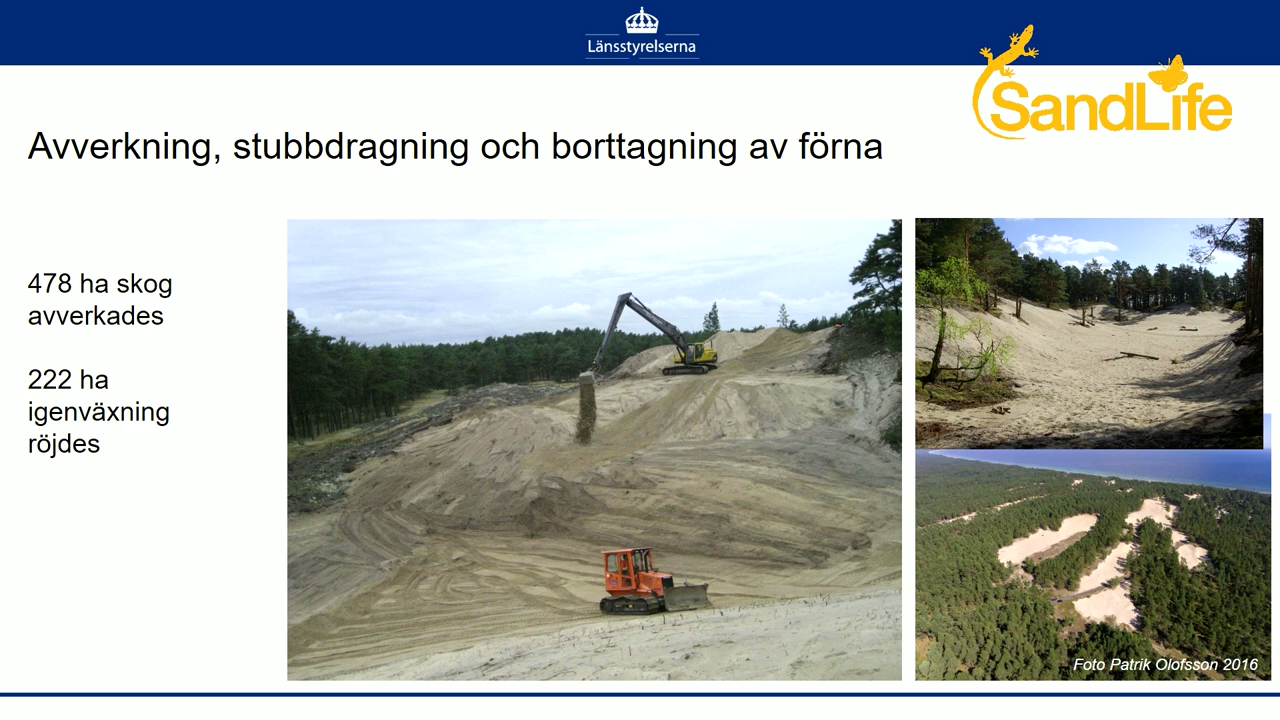 Länsstyrelserna
SandLife
Avverkning, stubbdragning och borttagning av förna
478 ha skog
avverkades
222 ha
igenväxning
röjdes
Foto Patrik Olofsson 2016